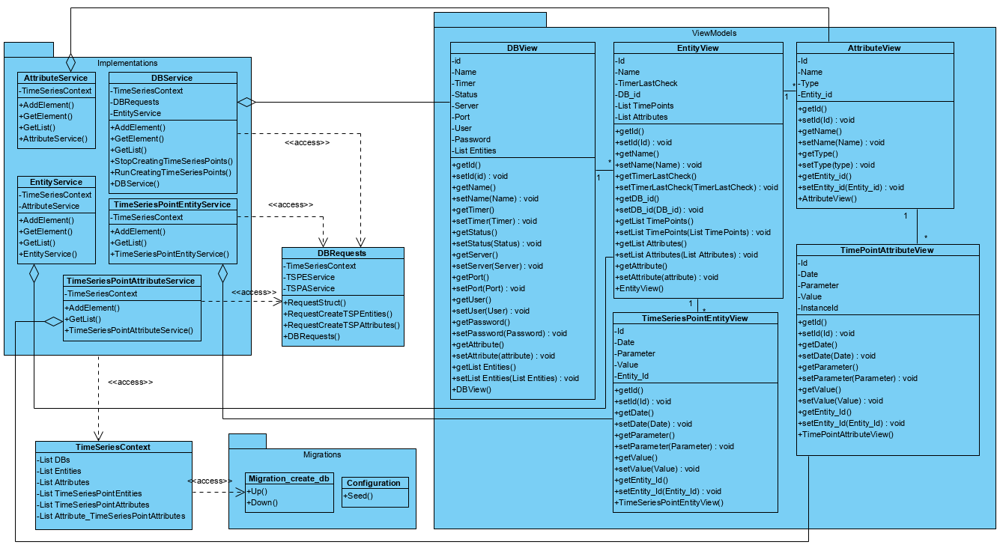 Implementations
AttributeService
-TimeSeriesContext
+AddElement()
+GetElement()
+GetList()
+AttributeService()
DBService
-TimeSeriesContext
-DBRequests
-EntityService
+AddElement()
+GetElement()
+GetList()
+StopCreatingTimeSeriesPoints()
+RunCreatingTimeSeriesPoints()
+DBService()
EntityService
-TimeSeriesContext
-AttributeService
+AddElement()
+GetElement()
+GetList()
+EntityService()
TimeSeriesPointEntityService
-TimeSeriesContext
+AddElement()
+GetList()
+TimeSeriesPointEntityService()
TimeSeriesPointAttributeService
-TimeSeriesContext
+AddElement()
+GetList()
+TimeSeriesPointAttributeService()
<<access>>
<<access>>
<<access>>
<<access>>
DBRequests
-TimeSeriesContext
-TSPEService
-TSPAService
+RequestStruct()
+RequestCreateTSPEntities()
+RequestCreateTSPAttributes()
+DBRequests()
TimeSeriesContext
-List DBs
-List Entities
-List Attributes
-List TimeSeriesPointEntities
-List TimeSeriesPointAttributes
-List Attribute_TimeSeriesPointAttributes
<<access>>
Migrations
Migration_create_db
+Up()
+Down()
Configuration
+Seed()
ViewModels
DBView
-id
-Name
-Timer
-Status
-Server
-Port
-User
-Password
-List Entities
+getId()
+setId(id) : void
+getName()
+setName(Name) : void
+getTimer()
+setTimer(Timer) : void
+getStatus()
+setStatus(Status) : void
+getServer()
+setServer(Server) : void
+getPort()
+setPort(Port) : void
+getUser()
+setUser(User) : void
+getPassword()
+setPassword(Password) : void
+getAttribute()
+setAttribute(attribute) : void
+getList Entities()
+setList Entities(List Entities) : void
+DBView()
1
*
EntityView
-Id
-Name
-TimerLastCheck
-DB_id
-List TimePoints
-List Attributes
+getId()
+setId(Id) : void
+getName()
+setName(Name) : void
+getTimerLastCheck()
+setTimerLastCheck(TimerLastCheck) : void
+getDB_id()
+setDB_id(DB_id) : void
+getList TimePoints()
+setList TimePoints(List TimePoints) : void
+getList Attributes()
+setList Attributes(List Attributes) : void
+getAttribute()
+setAttribute(attribute) : void
+EntityView()
1
*
1
*
TimeSeriesPointEntityView
-Id
-Date
-Parameter
-Value
-Entity_Id
+getId()
+setId(Id) : void
+getDate()
+setDate(Date) : void
+getParameter()
+setParameter(Parameter) : void
+getValue()
+setValue(Value) : void
+getEntity_Id()
+setEntity_Id(Entity_Id) : void
+TimeSeriesPointEntityView()
AttributeView
-Id
-Name
-Type
-Entity_id
+getId()
+setId(Id) : void
+getName()
+setName(Name) : void
+getType()
+setType(type) : void
+getEntity_id()
+setEntity_id(Entity_id) : void
+AttributeView()
1
*
TimePointAttributeView
-Id
-Date
-Parameter
-Value
-InstanceId
+getId()
+setId(Id) : void
+getDate()
+setDate(Date) : void
+getParameter()
+setParameter(Parameter) : void
+getValue()
+setValue(Value) : void
+getEntity_Id()
+setEntity_Id(Entity_Id) : void
+TimePointAttributeView()